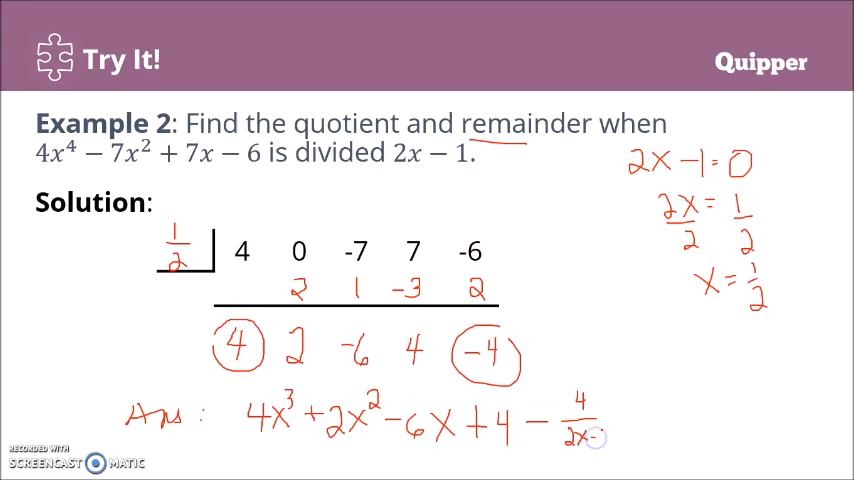 Try It!
Quipper
Example 2: Find the quotient and remainder when
4x⁴ − 7x² + 7x − 6 is divided 2x − 1.
2x − 1 = 0
Solution:
2x/2 = 1/2
x = 1/2
1/2 4 0 -7 7 -6
2 1 −3 2
4 2 -6 4 −4
Ans : 4x³ + 2x² − 6x + 4 − 4/2x−
RECORDED WITH
SCREENCAST MATIC